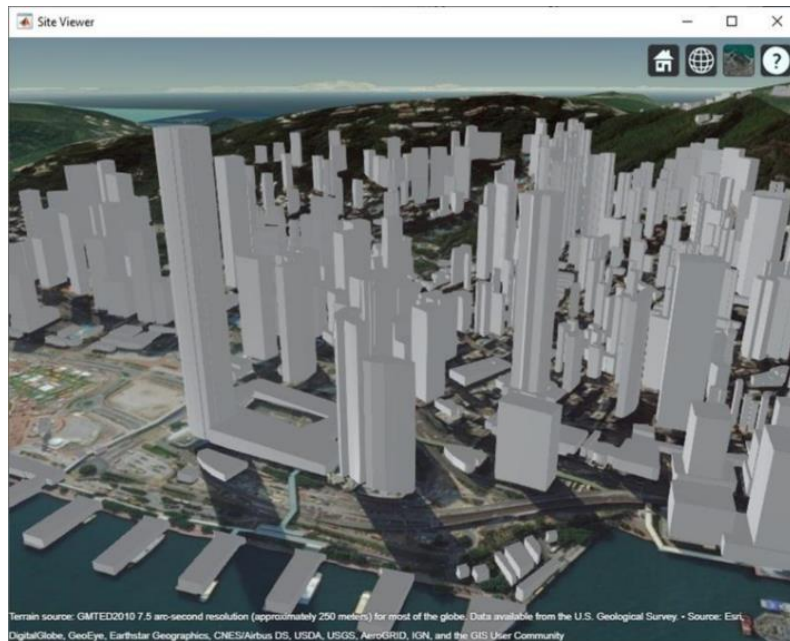 Site Viewer
?
Terrain source: GMTED2010 7.5 arc-second resolution (approximately 250 meters) for most of the globe. Data available from the U.S. Geological Survey. - Source: Esri,
DigitalGlobe, GeoEye, Earthstar Geographics, CNES/Airbus DS, USDA, USGS, AeroGRID, IGN, and the GIS User Community